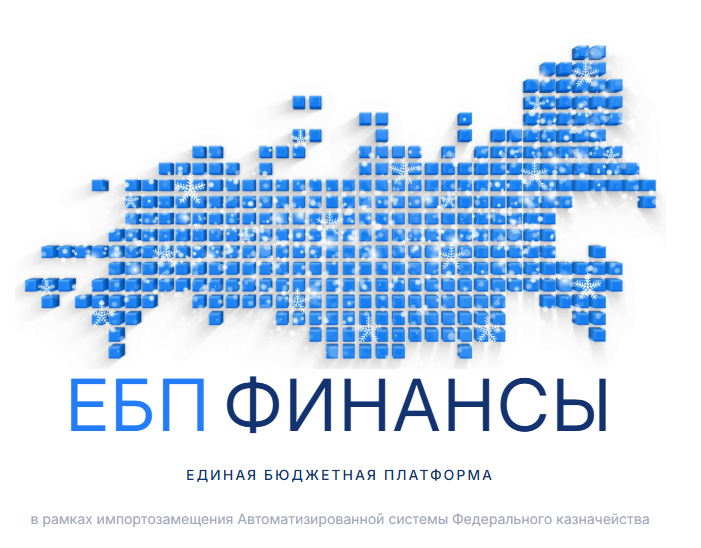 ЕБП ФИНАНСЫ
ЕДИНАЯ БЮДЖЕТНАЯ ПЛАТФОРМА
в рамках импортозамещения Автоматизированной системы Федерального казначейства